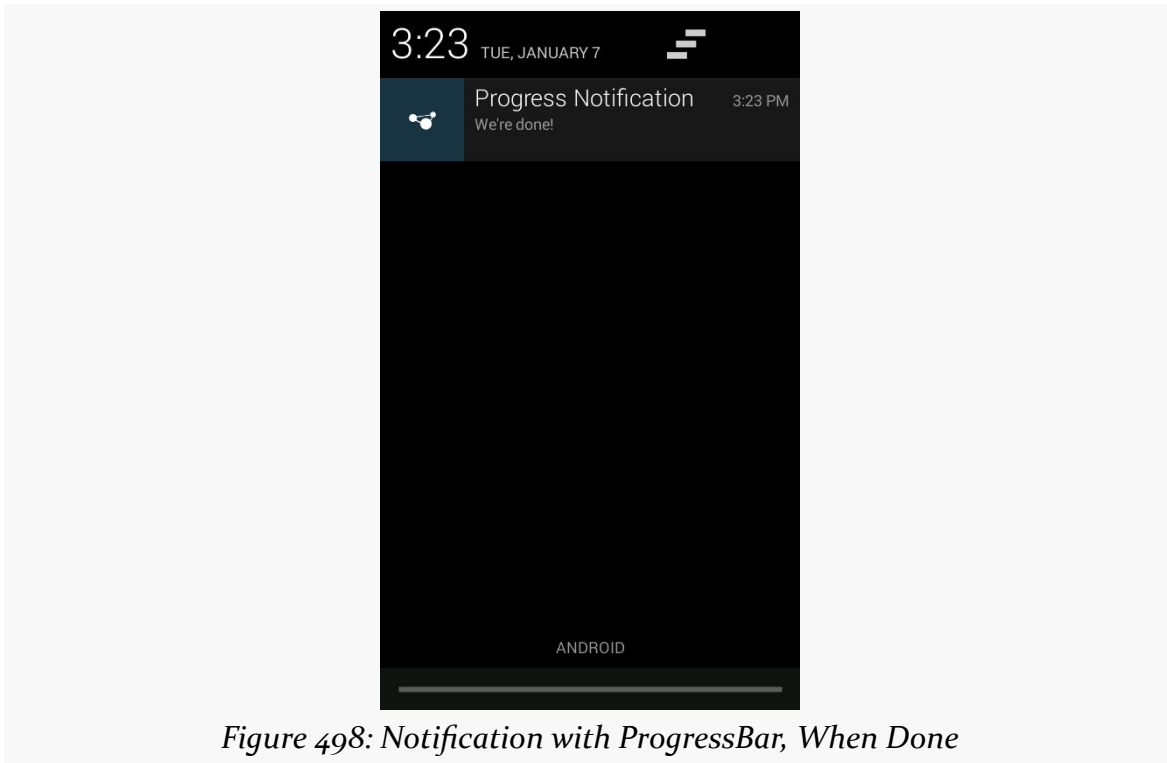 3:23 TUE, JANUARY 7
Progress Notification 3:23 PM
We're done!
ANDROID
Figure 498: Notification with ProgressBar, When Done